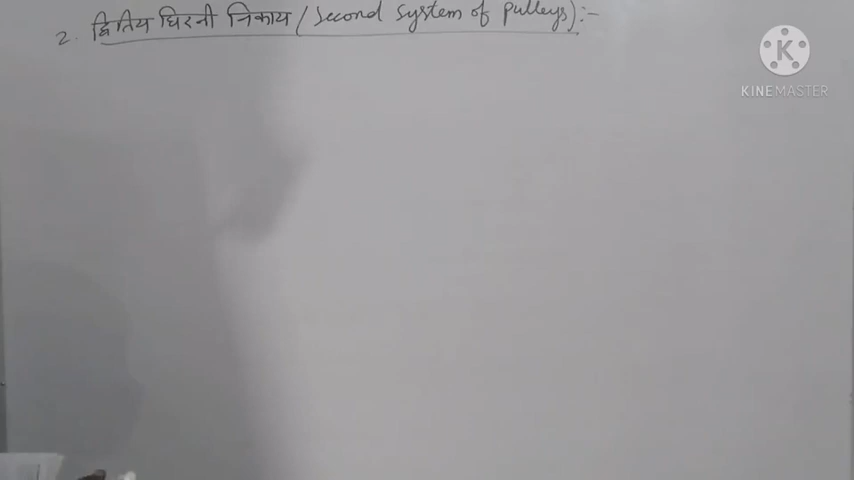 2. द्वितिय घिरनी निकाय (Second system of pulleys):-
K
KINEMASTER